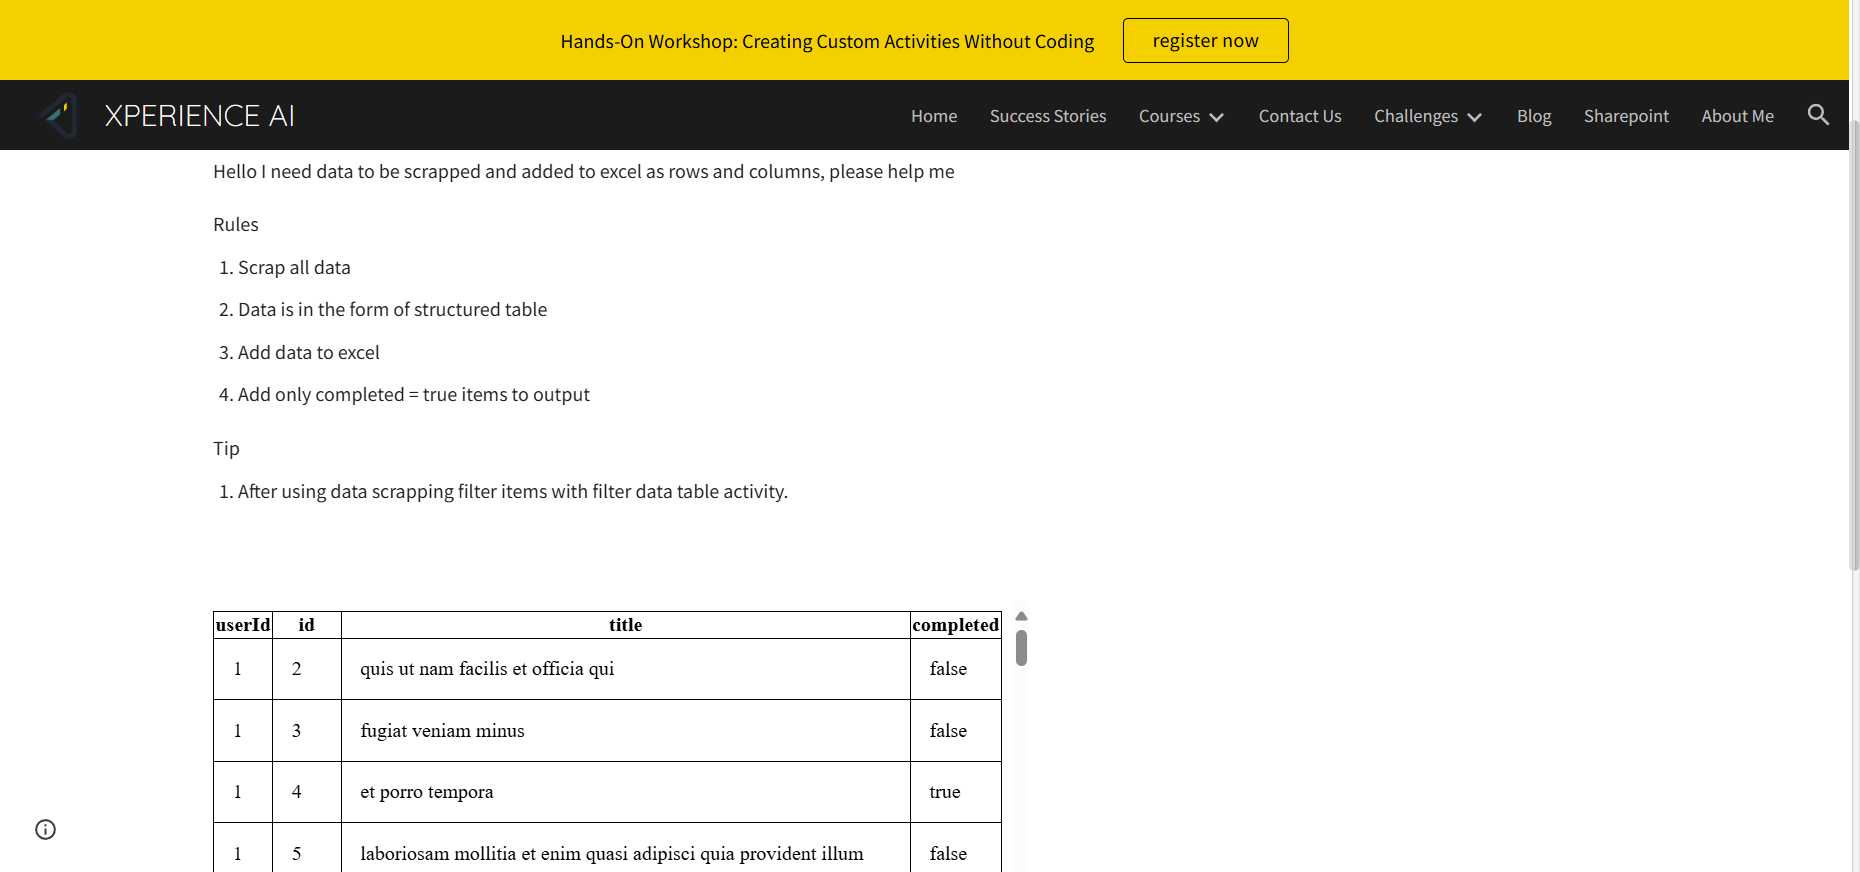 Hands-On Workshop: Creating Custom Activities Without Coding register now
XPERIENCE AI Home Success Stories Courses Contact Us Challenges Blog Sharepoint About Me
Hello I need data to be scrapped and added to excel as rows and columns, please help me
Rules
1. Scrap all data
2. Data is in the form of structured table
3. Add data to excel
4. Add only completed = true items to output
Tip
1. After using data scrapping filter items with filter data table activity.
userId id title completed
1 2 quis ut nam facilis et officia qui false
1 3 fugiat veniam minus false
1 4 et porro tempora true
1 5 laboriosam mollitia et enim quasi adipisci quia provident illum false